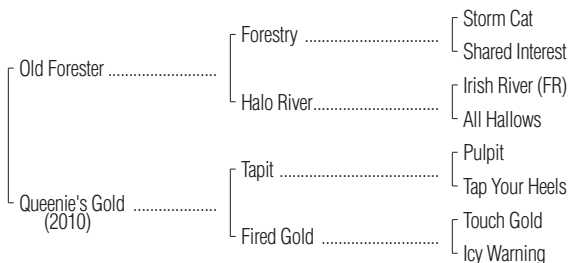 Storm Cat
Forestry ..............................
Shared Interest
Old Forester ........................
Irish River (FR)
Halo River............................
All Hallows
Pulpit
Tapit ....................................
Tap Your Heels
Queenie's Gold ..................
(2010)
Touch Gold
Fired Gold ..........................
Icy Warning